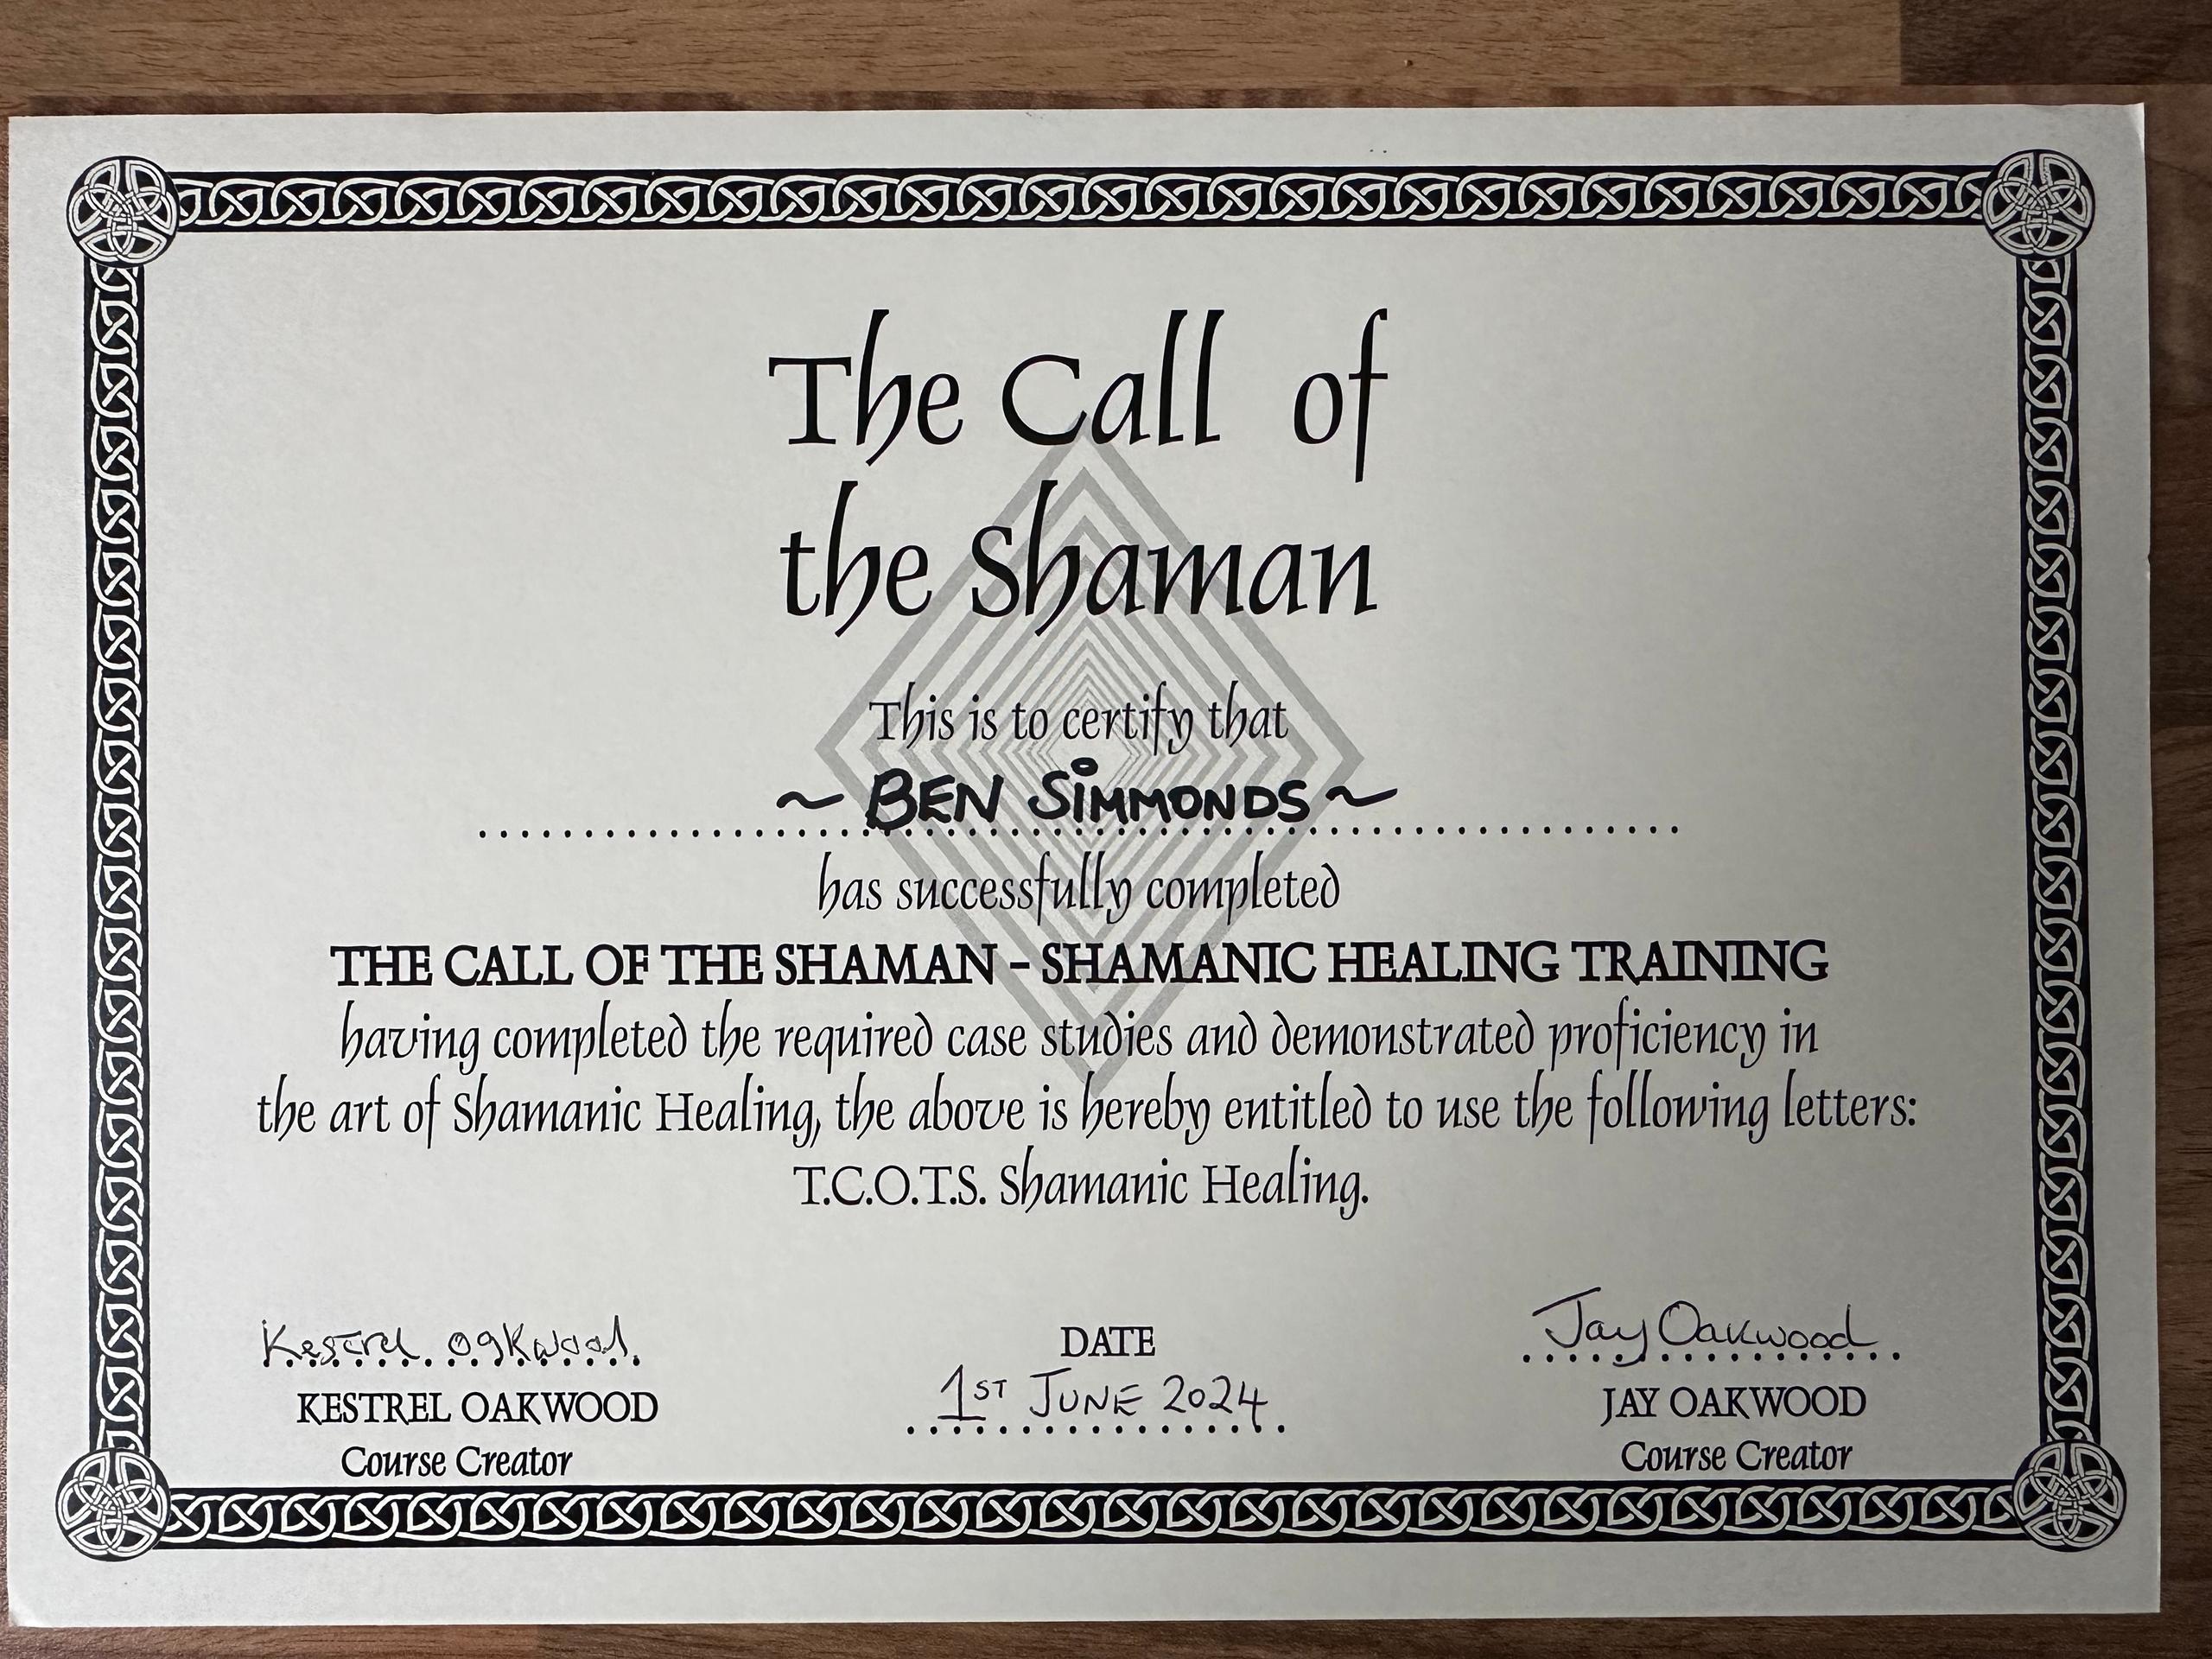 The Call of
the Shaman
This is to certify that
~ BEN SIMMONDS ~
has successfully completed
THE CALL OF THE SHAMAN – SHAMANIC HEALING TRAINING
having completed the required case studies and demonstrated proficiency in
the art of Shamanic Healing, the above is hereby entitled to use the following letters:
T.C.O.T.S. Shamanic Healing.
Kestrel Oakwood
KESTREL OAKWOOD
Course Creator
DATE
1ST JUNE 2024
Jay Oakwood
JAY OAKWOOD
Course Creator